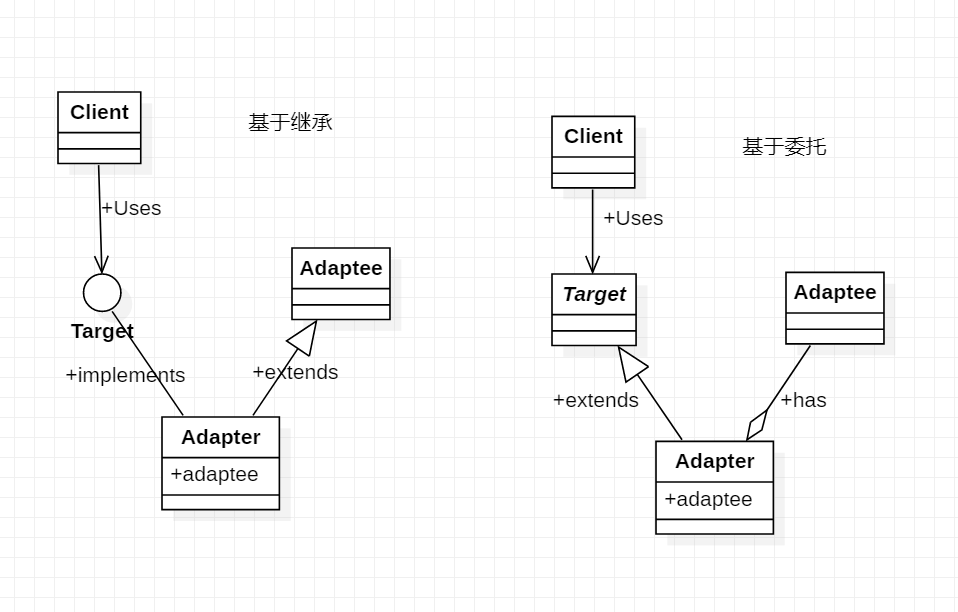 Client
基于继承
+Uses
Adaptee
Target
+implements
+extends
Adapter
+adaptee
Client
基于委托
+Uses
Target
Adaptee
+extends
+has
Adapter
+adaptee